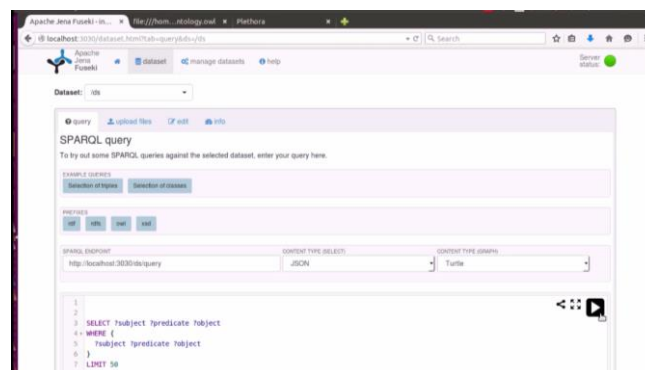 Apache Jena Fuseki - in... × file:///hom...ntology.owl × Plethora ×
localhost:3030/dataset.html?tab=query&ds=/ds Search
Apache Jena Fuseki
dataset manage datasets help Server status:
Dataset: /ds
query upload files edit info
SPARQL query
To try out some SPARQL queries against the selected dataset, enter your query here.
EXAMPLE QUERIES
Selection of triples Selection of classes
PREFIXES
rdf rdfs owl xsd
SPARQL ENDPOINT CONTENT TYPE (SELECT) CONTENT TYPE (GRAPH)
http://localhost:3030/ds/query JSON Turtle
1
2
3 SELECT ?subject ?predicate ?object
4 WHERE {
5 ?subject ?predicate ?object
6 }
7 LIMIT 50